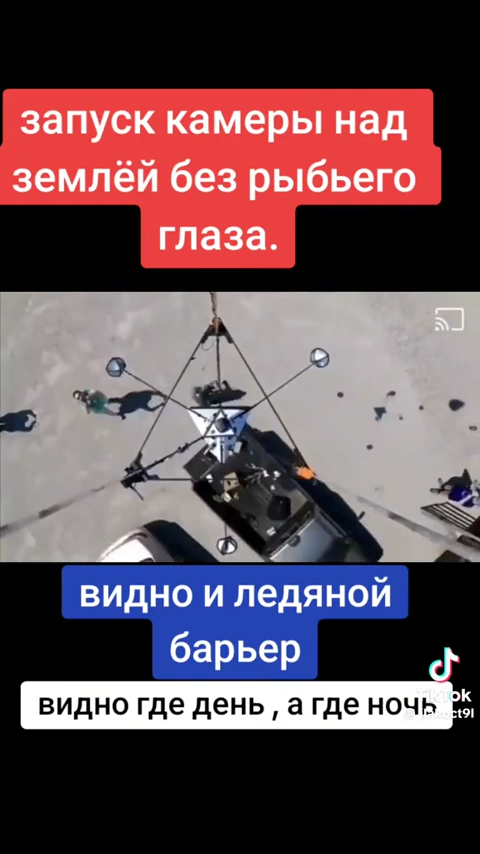 запуск камеры над
землёй без рыбьего
глаза.
видно и ледяной
барьер
видно где день , а где ночь
TikTok